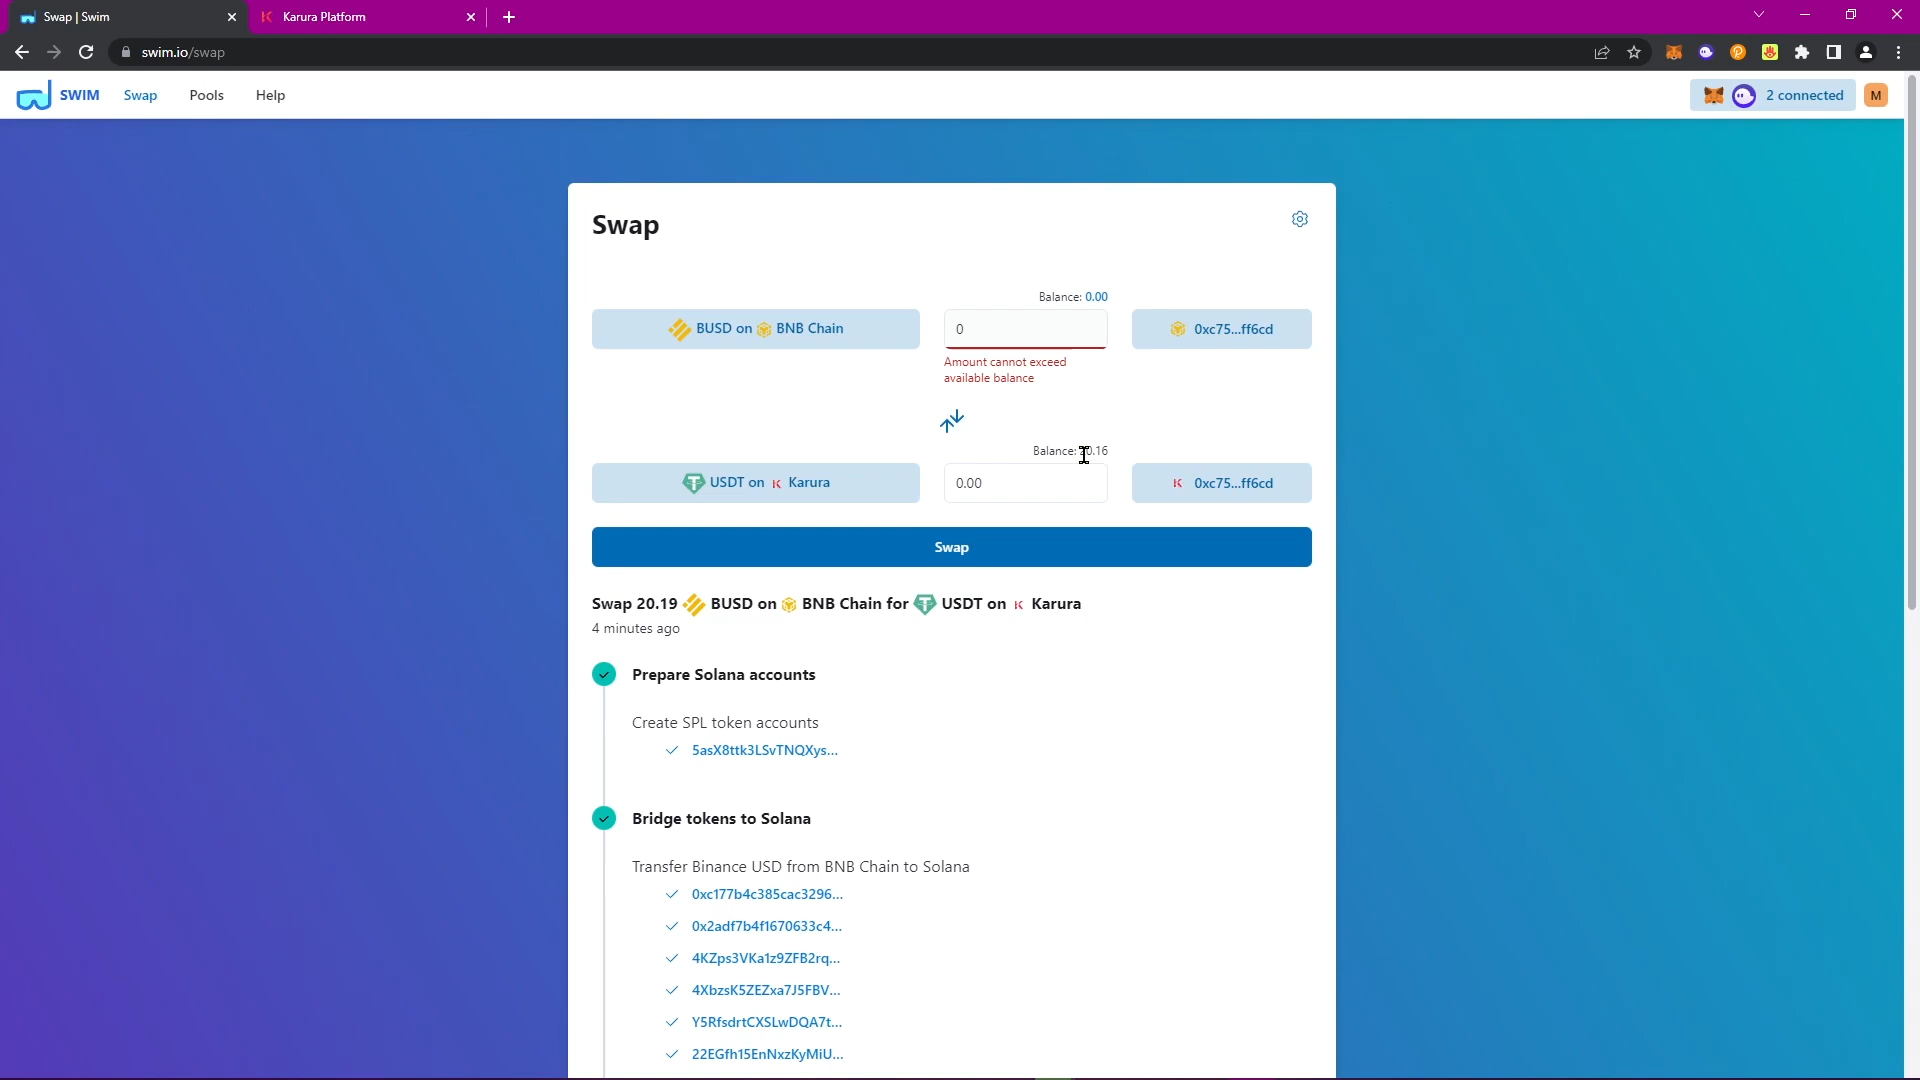 Swap | Swim
Karura Platform
swim.io/swap
SWIM Swap Pools Help
2 connected M
Swap
Balance: 0.00
BUSD on BNB Chain 0 0xc75...ff6cd
Amount cannot exceed
available balance
Balance: 20.16
USDT on Karura 0.00 0xc75...ff6cd
Swap
Swap 20.19 BUSD on BNB Chain for USDT on Karura
4 minutes ago
Prepare Solana accounts
Create SPL token accounts
5asX8ttk3LSvTNQXys...
Bridge tokens to Solana
Transfer Binance USD from BNB Chain to Solana
0xc177b4c385cac3296...
0x2adf7b4f1670633c4...
4KZps3VKa1z9ZFB2rq...
4XbzsK5ZEZxa7J5FBV...
Y5RfsdrtCXSLwDQA7t...
22EGfh15EnNxzKyMiU...